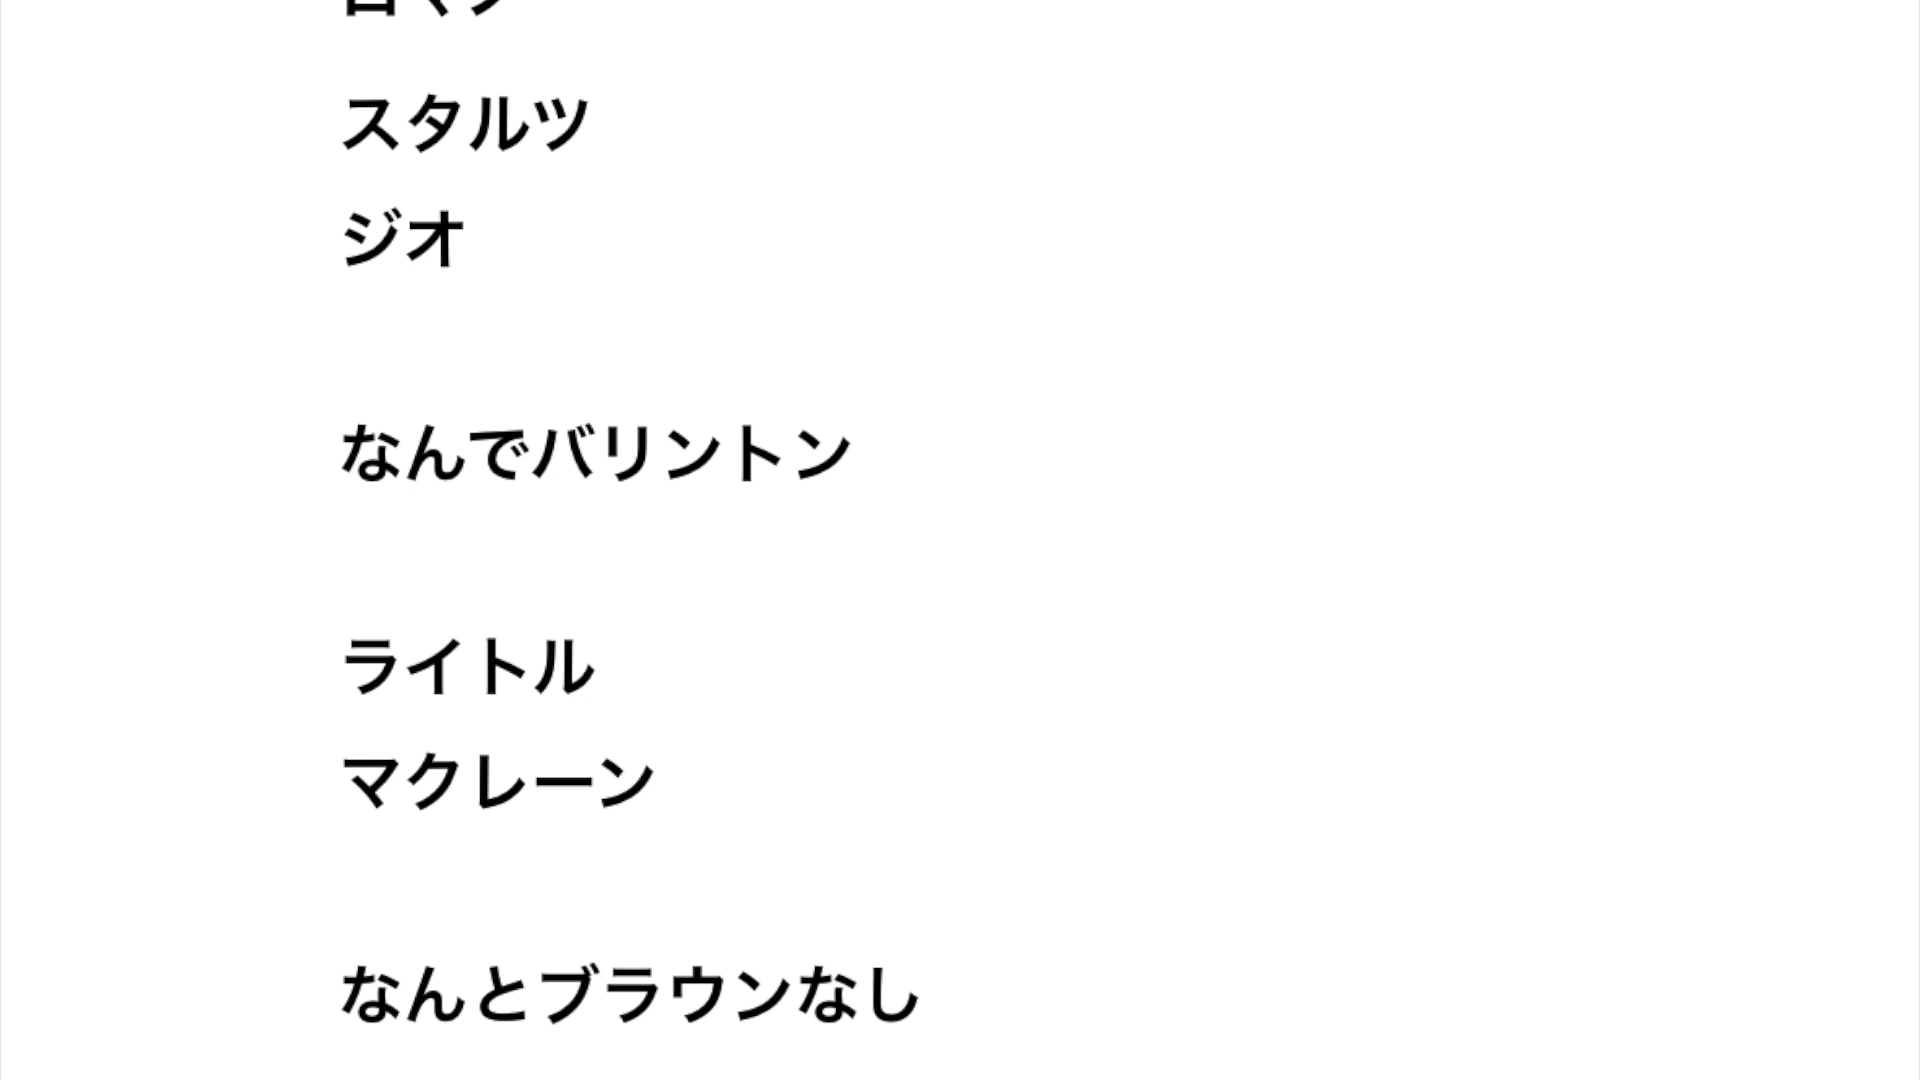 スタルツ
ジオ
なんでバリントン
ライトル
マクレーン
なんとブラウンなし